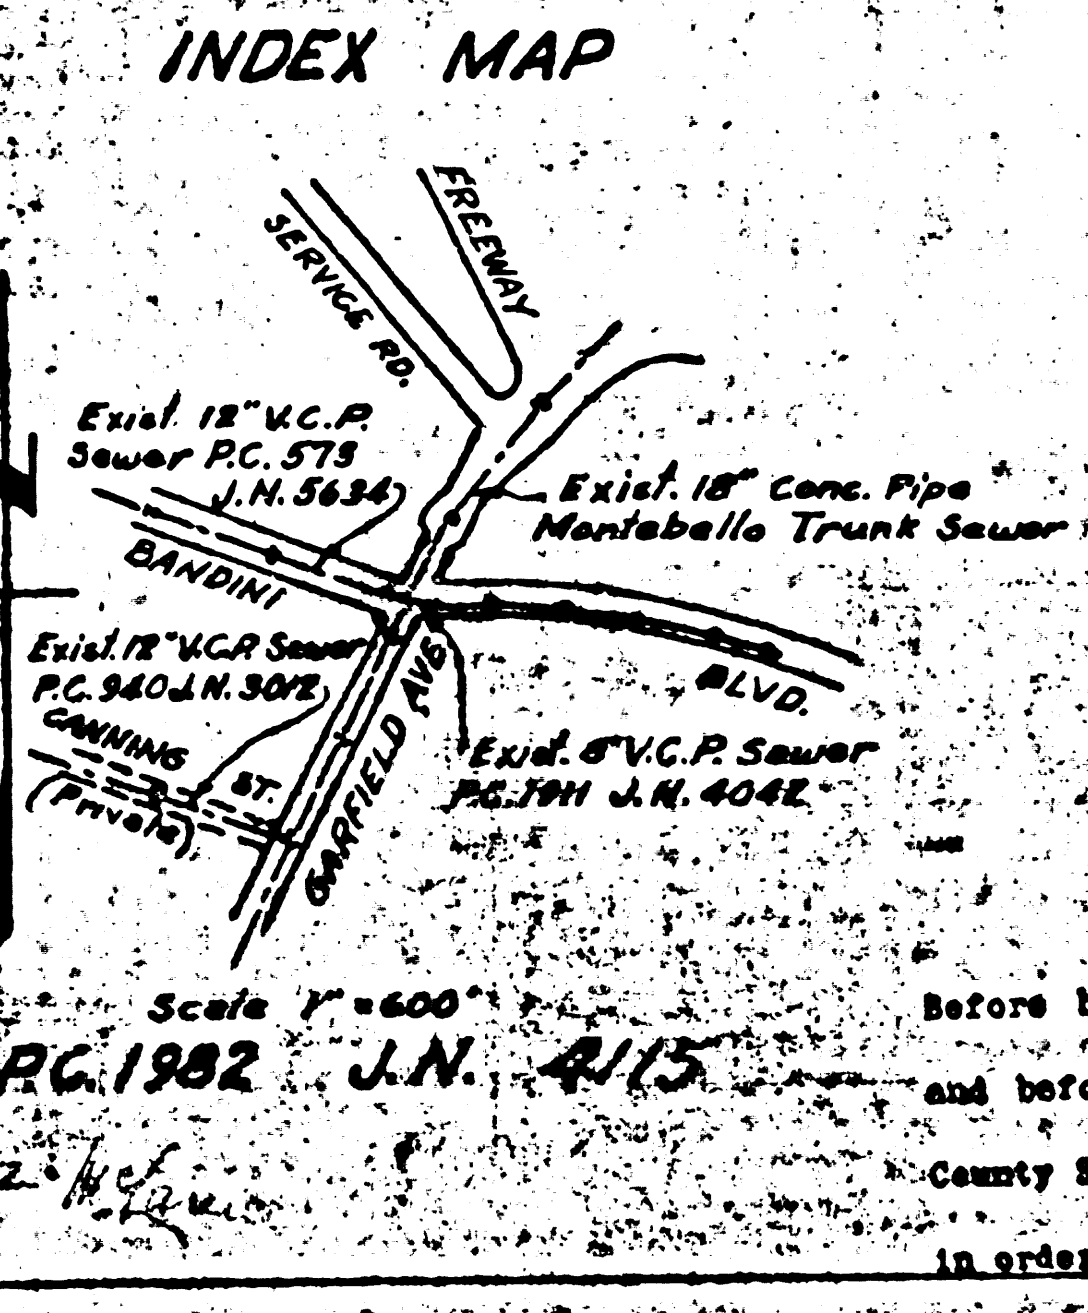 INDEX MAP
FREEWAY
SERVICE RD.
Exist. 12" V.C.P.
Sewer P.C. 573
J.N. 5634
Exist. 18" Conc. Pipe
Montebello Trunk Sewer
BANDINI
Exist. 12" V.C.P. Sewer
P.C. 940 J.N. 3012
BLVD.
CANNING ST.
(Private)
GARFIELD AVE
Exist. 8" V.C.P. Sewer
P.C. 1911 J.N. 4042
Scale 1" = 600'
P.C. 1982 J.N. 4115
Before
and
County
in order